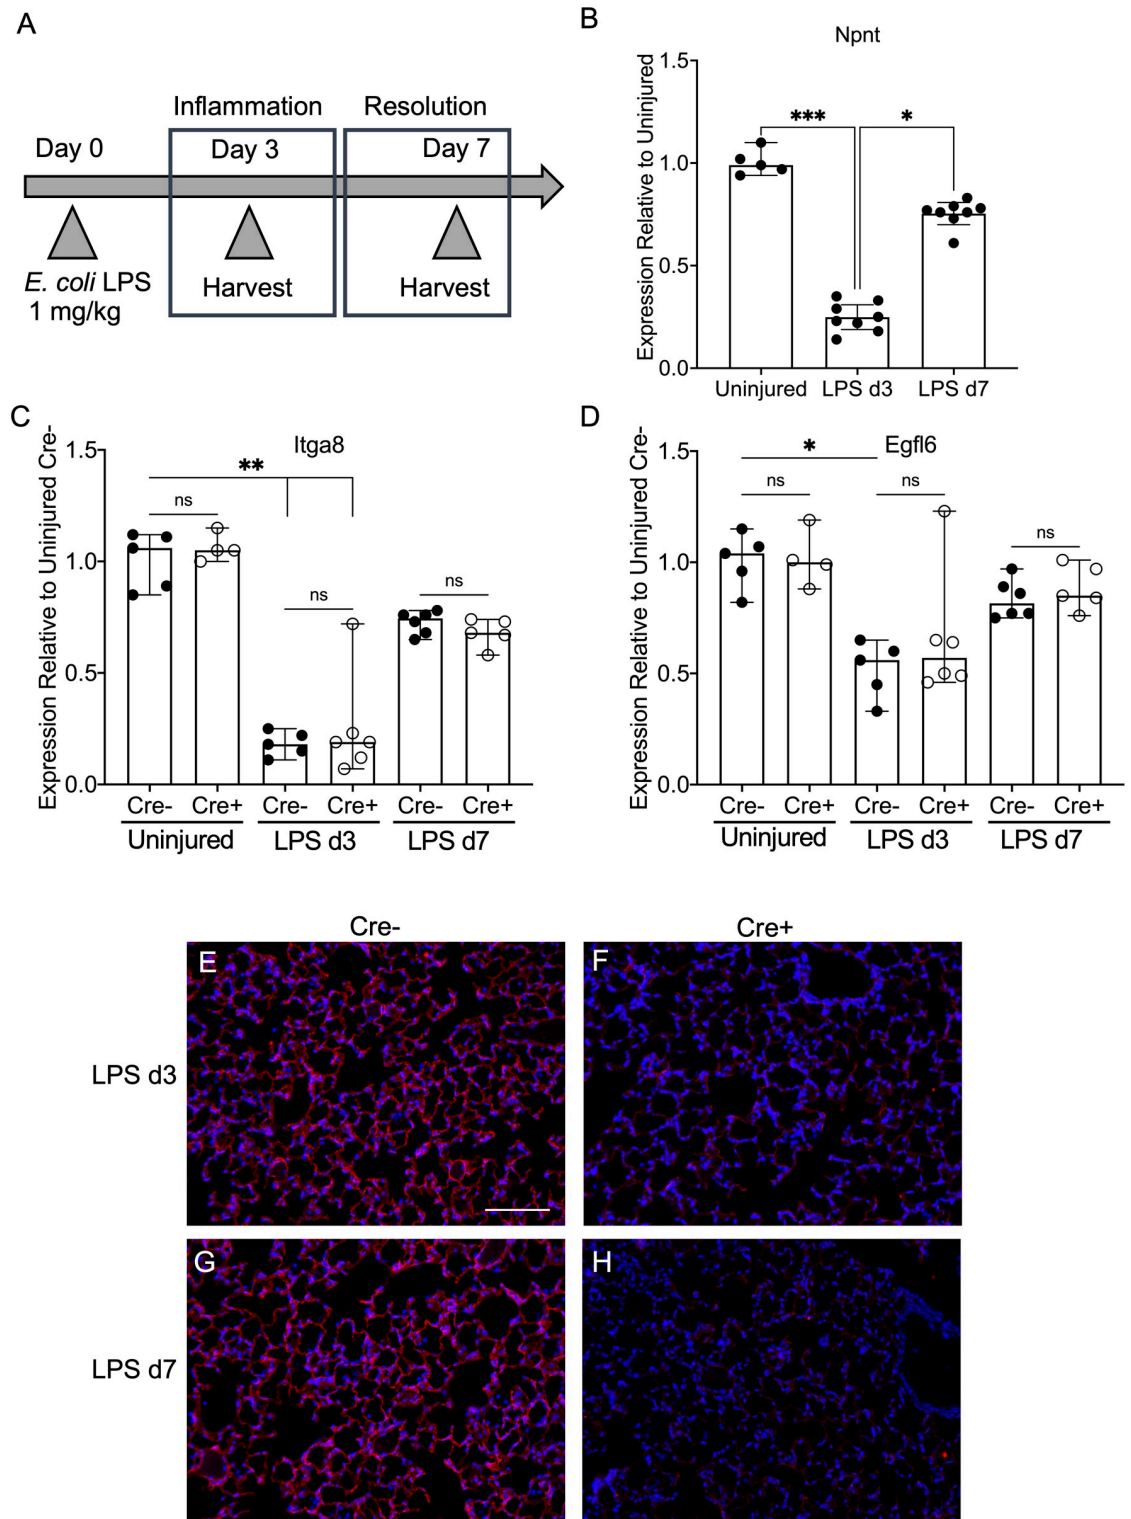 A
Inflammation Resolution
Day 0 Day 3 Day 7
E. coli LPS
1 mg/kg
Harvest Harvest
B
Npnt
Expression Relative to Uninjured
1.5
1.0
0.5
0.0
*** *
Uninjured LPS d3 LPS d7
C
Itga8
Expression Relative to Uninjured Cre-
1.5
1.0
0.5
0.0
**
ns
ns
ns
Cre- Cre+ Cre- Cre+ Cre- Cre+
Uninjured LPS d3 LPS d7
D
Egfl6
Expression Relative to Uninjured Cre-
1.5
1.0
0.5
0.0
*
ns ns
ns
Cre- Cre+ Cre- Cre+ Cre- Cre+
Uninjured LPS d3 LPS d7
Cre- Cre+
E F
LPS d3
G H
LPS d7